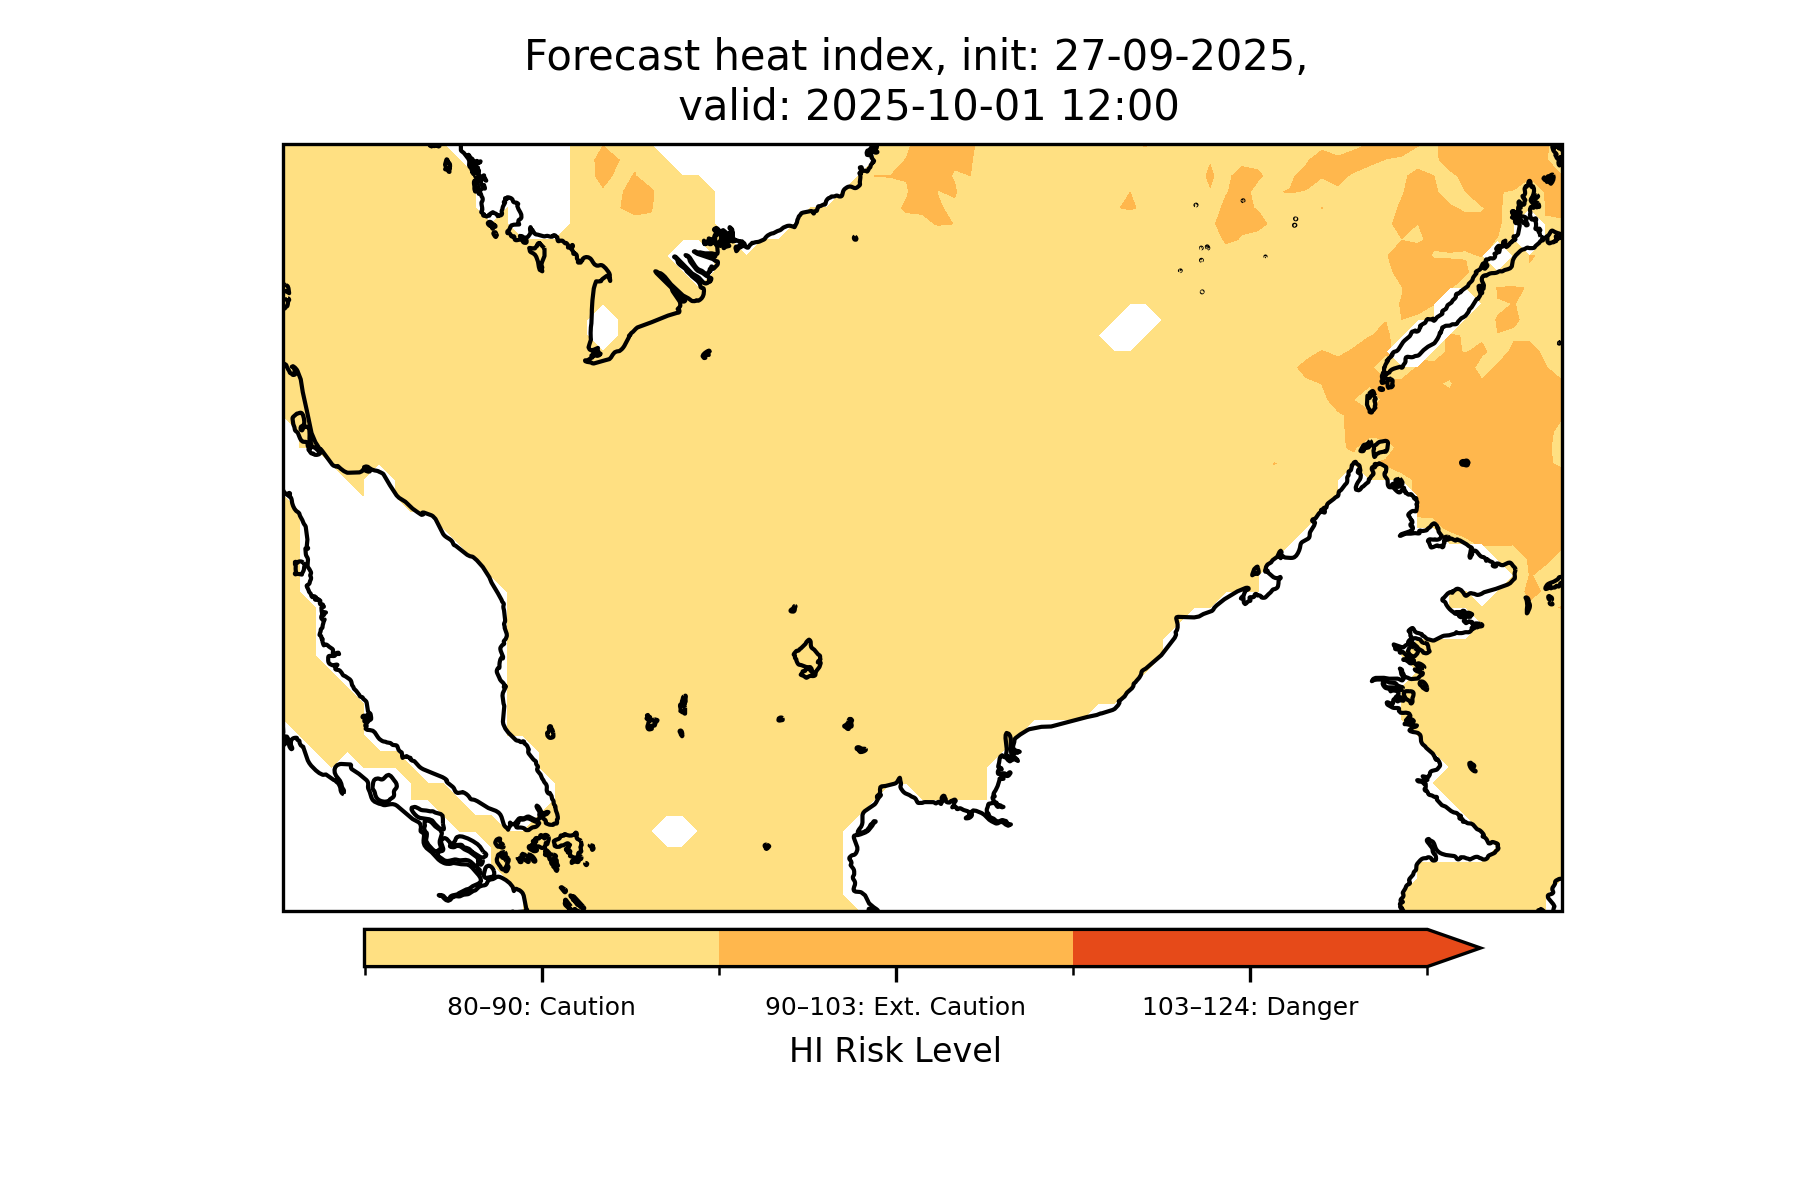 Forecast heat index, init: 27-09-2025,
valid: 2025-10-01 12:00
80–90: Caution
90–103: Ext. Caution
103–124: Danger
HI Risk Level